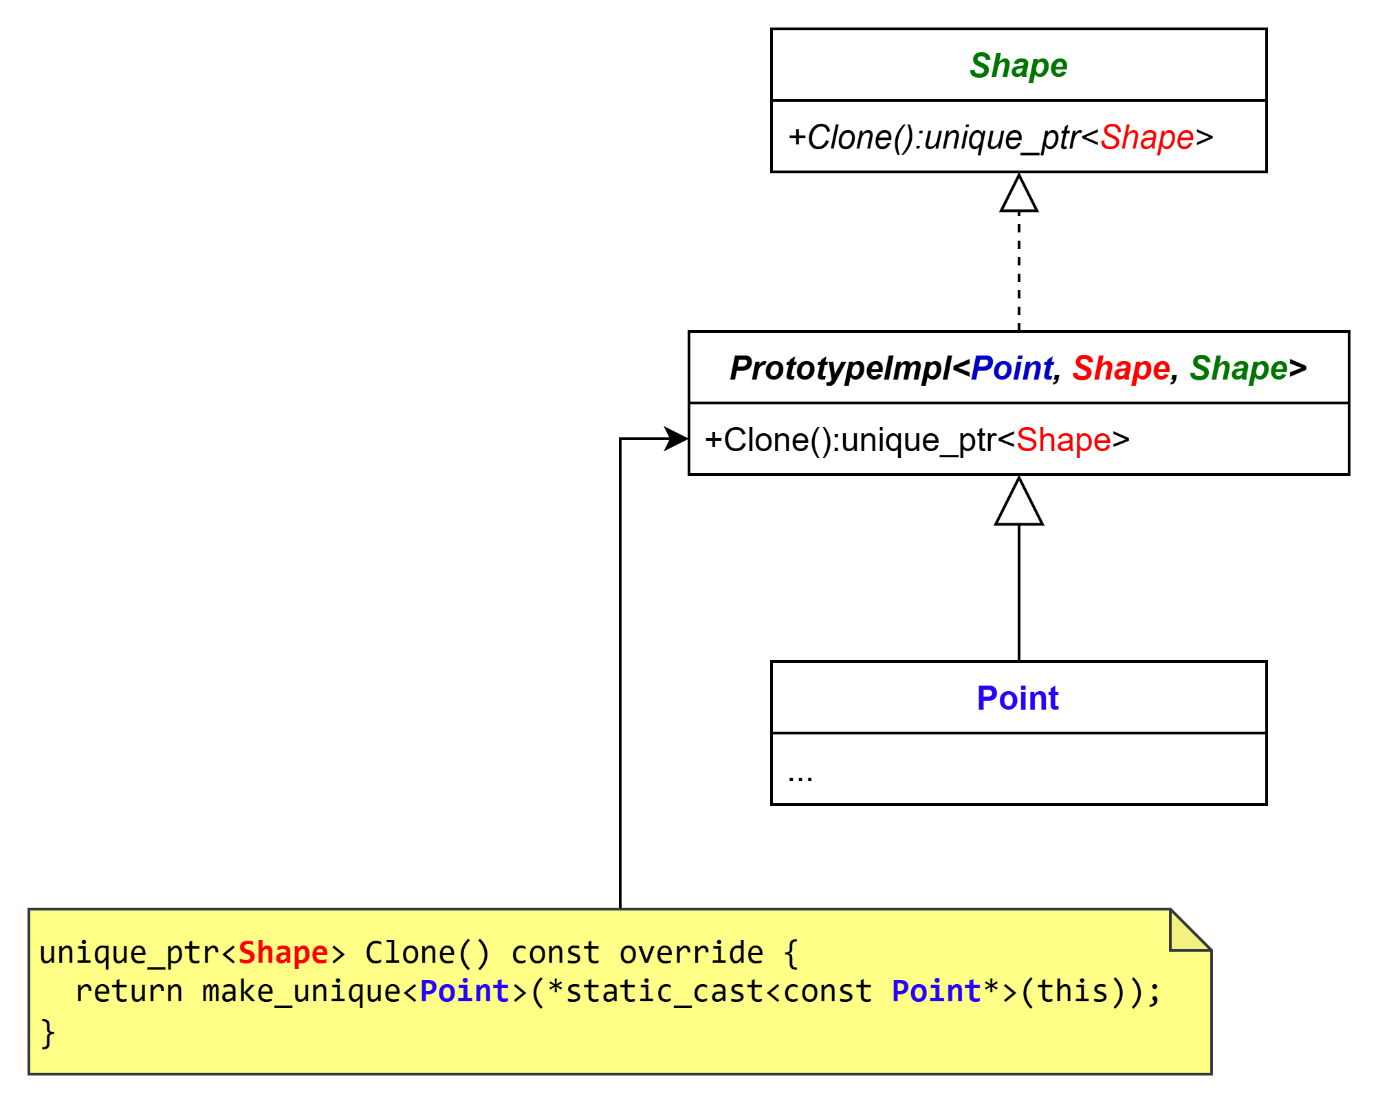 Shape
+Clone():unique_ptr<Shape>
PrototypeImpl<Point, Shape, Shape>
+Clone():unique_ptr<Shape>
Point
...
unique_ptr<Shape> Clone() const override {
  return make_unique<Point>(*static_cast<const Point*>(this));
}